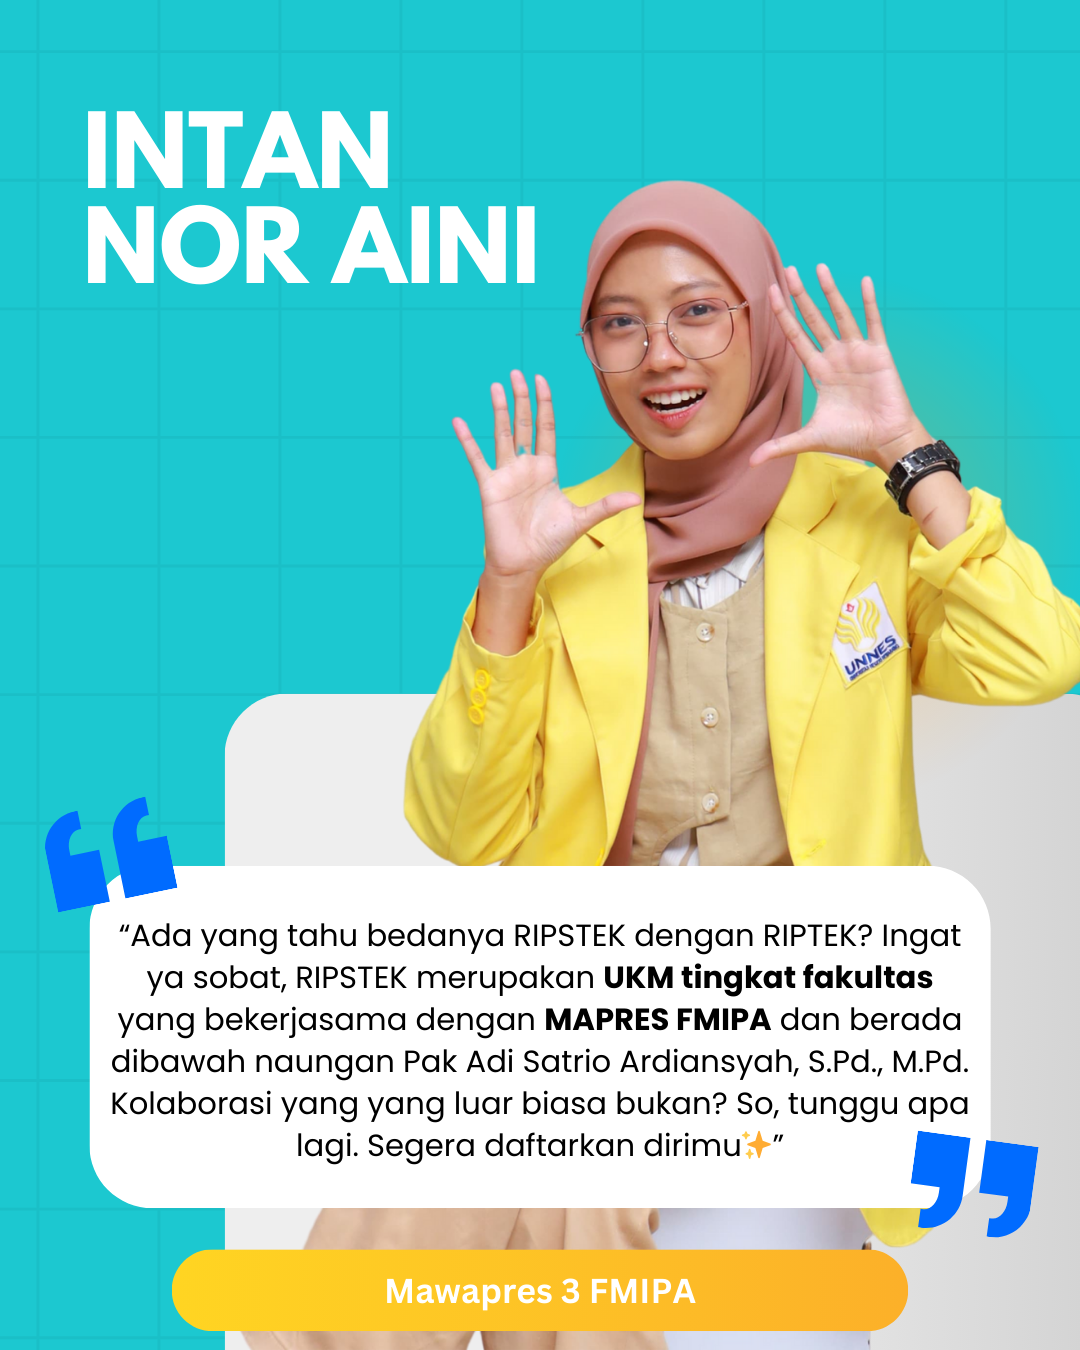 INTAN
NOR AINI
UNNES
“Ada yang tahu bedanya RIPSTEK dengan RIPTEK? Ingat
ya sobat, RIPSTEK merupakan UKM tingkat fakultas
yang bekerjasama dengan MAPRES FMIPA dan berada
dibawah naungan Pak Adi Satrio Ardiansyah, S.Pd., M.Pd.
Kolaborasi yang yang luar biasa bukan? So, tunggu apa
lagi. Segera daftarkan dirimu✨”
Mawapres 3 FMIPA